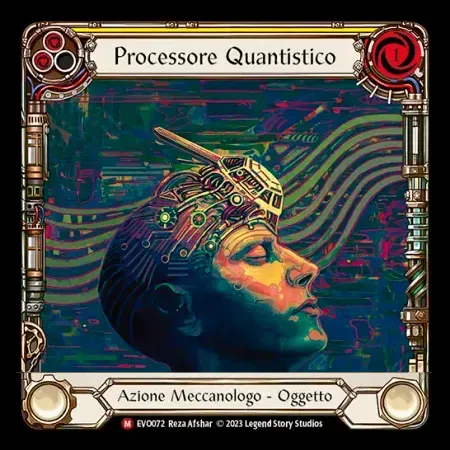 Processore Quantistico
I
Azione Meccanologo - Oggetto
M EVO072 Reza Afshar © 2023 Legend Story Studios